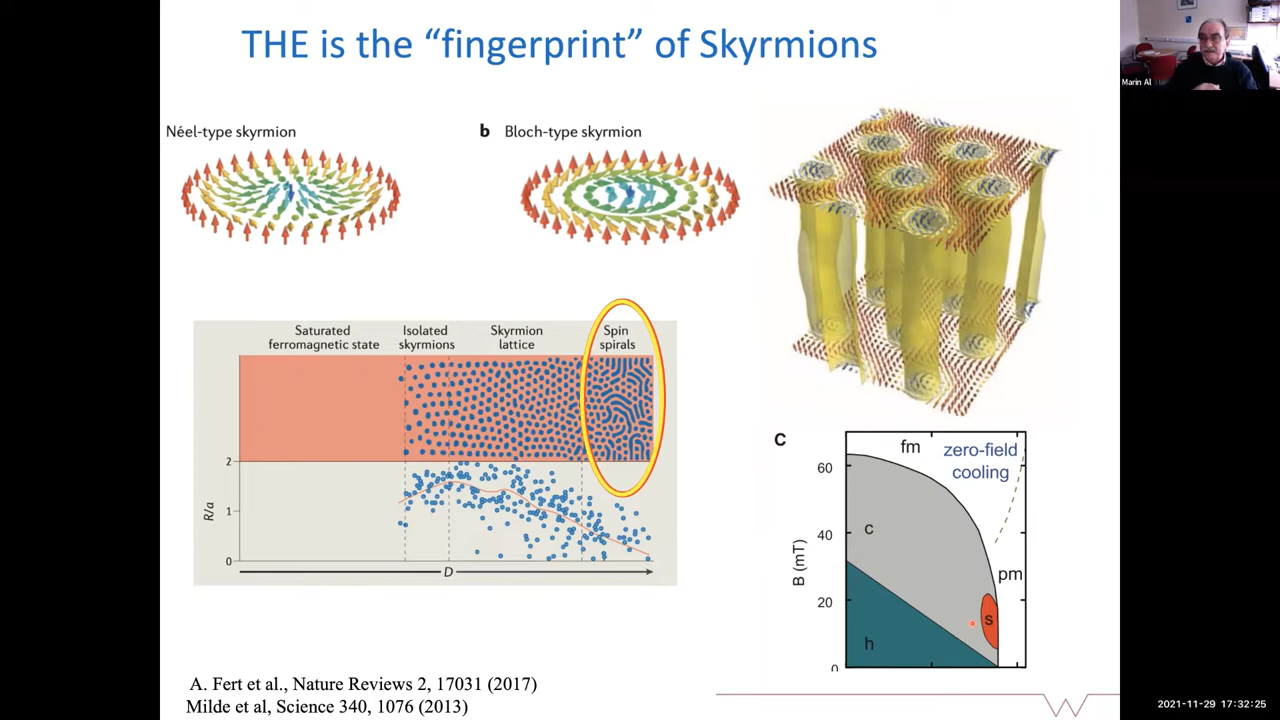 THE is the “fingerprint” of Skyrmions
Marin Al
Néel-type skyrmion
b Bloch-type skyrmion
Saturated
ferromagnetic state
Isolated
skyrmions
Skyrmion
lattice
Spin
spirals
2
1
0
R/a
D
C
fm
zero-field
cooling
60
40
20
0
B (mT)
c
pm
s
h
A. Fert et al., Nature Reviews 2, 17031 (2017)
Milde et al, Science 340, 1076 (2013)
2021-11-29 17:32:25